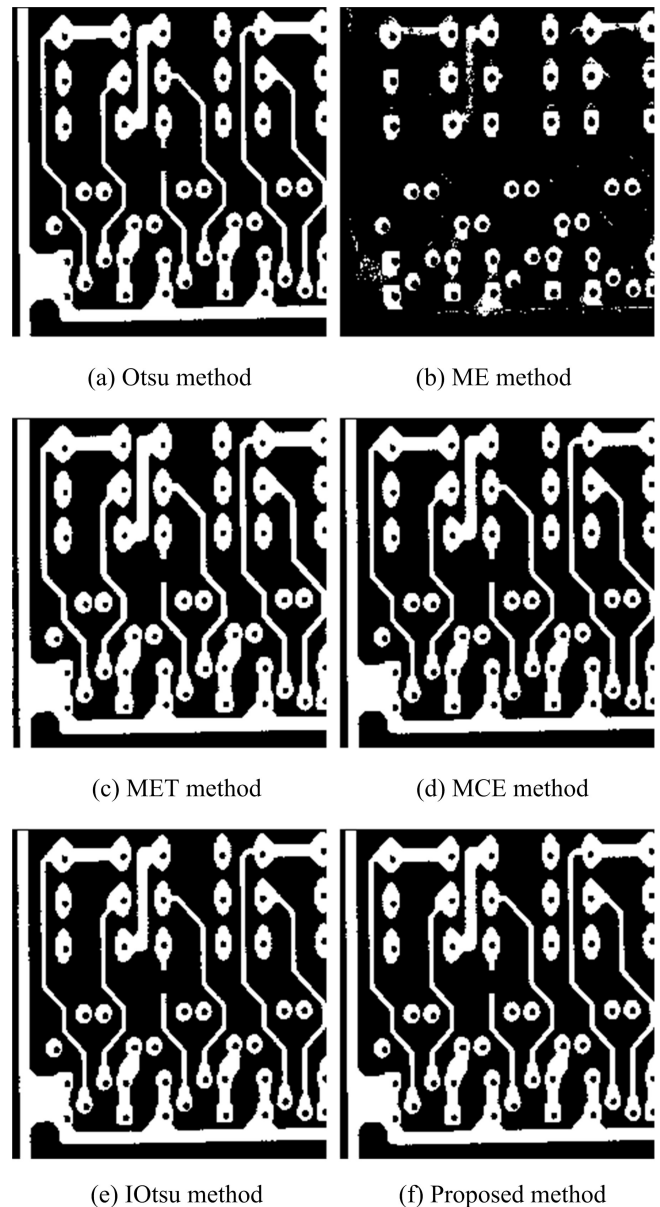 (a) Otsu method
(b) ME method
(c) MET method
(d) MCE method
(e) IOtsu method
(f) Proposed method